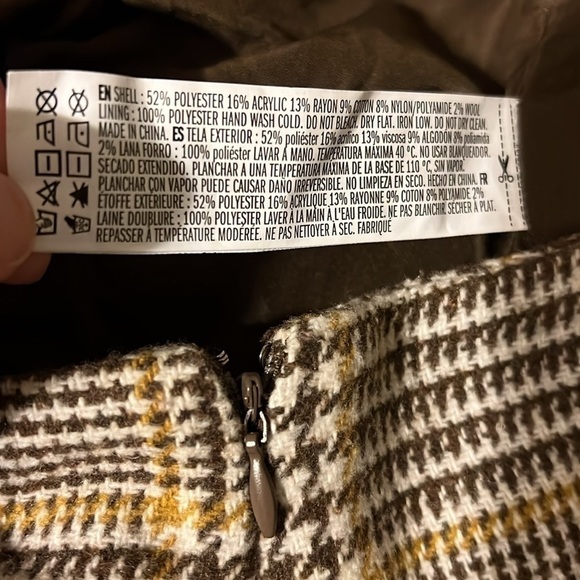 EN SHELL : 52% POLYESTER 16% ACRYLIC 13% RAYON 9% COTTON 8% NYLON/POLYAMIDE 2% WOOL
LINING : 100% POLYESTER HAND WASH COLD. DO NOT BLEACH. DRY FLAT. IRON LOW. DO NOT DRY CLEAN.
MADE IN CHINA. ES TELA EXTERIOR : 52% poliéster 16% acrílico 13% viscosa 9% ALGODON 8% poliamida
2% LANA FORRO : 100% poliéster LAVAR Á MANO. TEMPERATURA MÁXIMA 40 °C. NO USAR BLANQUEADOR.
SECADO EXTENDIDO. PLANCHAR A UNA TEMPERATURA MÁXIMA DE LA BASE DE 110 °C, SIN VAPOR.
PLANCHAR CON VAPOR PUEDE CAUSAR DAÑO IRREVERSIBLE. NO LIMPIEZA EN SECO. HECHO EN CHINA. FR
ÉTOFFE EXTÉRIEURE : 52% POLYESTER 16% ACRYLIQUE 13% RAYONNE 9% COTON 8% POLYAMIDE 2%
LAINE DOUBLURE : 100% POLYESTER LAVER À LA MAIN À L'EAU FROIDE. NE PAS BLANCHIR. SÉCHER À PLAT.
REPASSER À TEMPÉRATURE MODÉRÉE. NE PAS NETTOYER À SEC. FABRIQUÉ